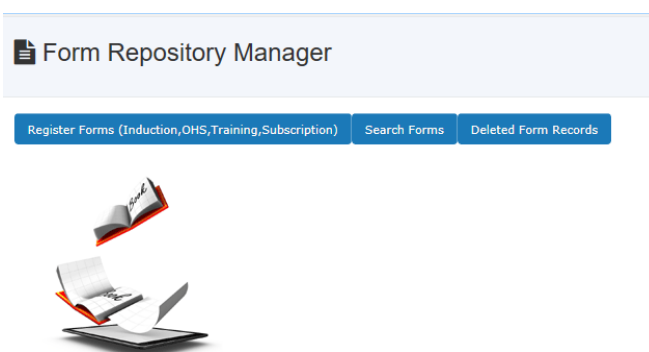 Form Repository Manager
Register Forms (Induction,OHS,Training,Subscription) Search Forms Deleted Form Records
Book